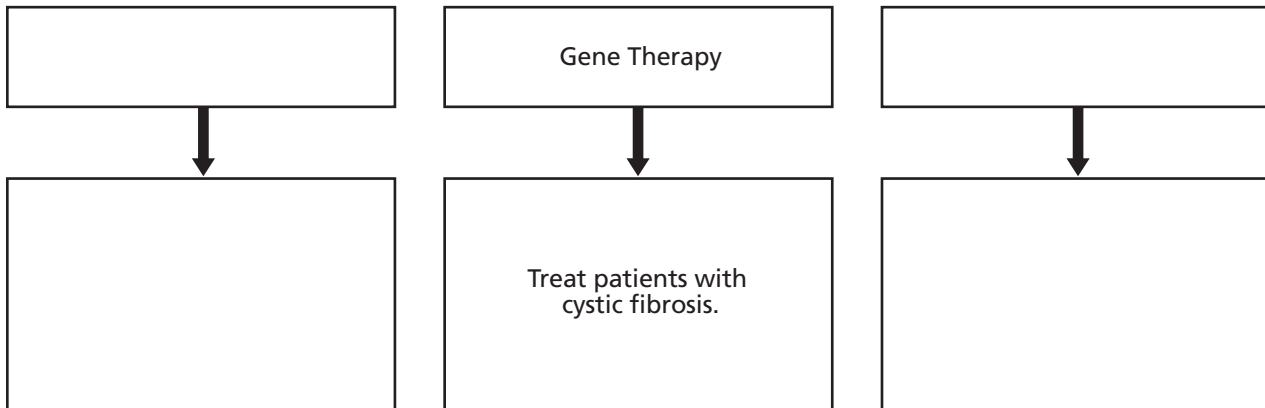 Gene Therapy
Treat patients with
cystic fibrosis.